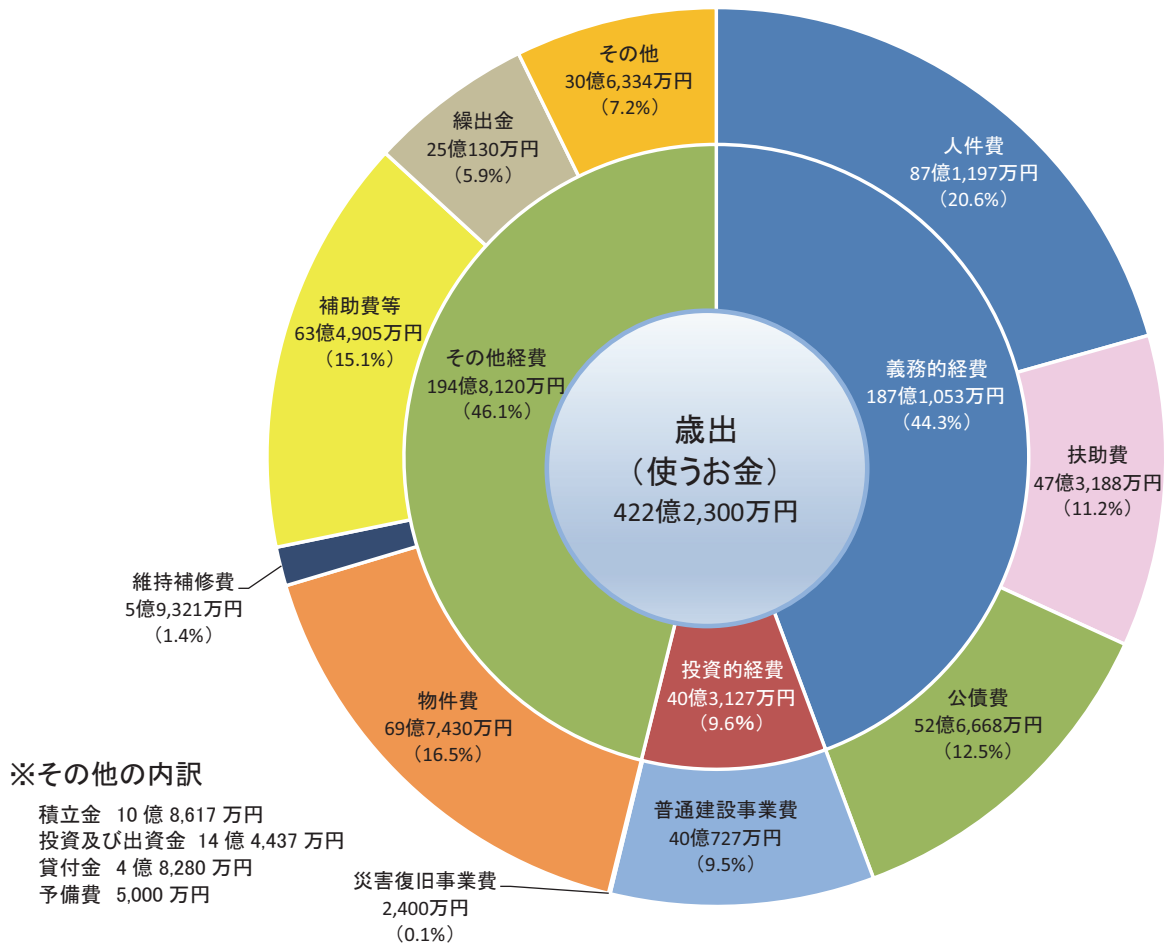 歳出
（使うお金）
422億2,300万円
義務的経費
187億1,053万円
（44.3%）
投資的経費
40億3,127万円
（9.6%）
その他経費
194億8,120万円
（46.1%）
人件費
87億1,197万円
（20.6%）
扶助費
47億3,188万円
（11.2%）
公債費
52億6,668万円
（12.5%）
普通建設事業費
40億727万円
（9.5%）
災害復旧事業費
2,400万円
（0.1%）
物件費
69億7,430万円
（16.5%）
維持補修費
5億9,321万円
（1.4%）
補助費等
63億4,905万円
（15.1%）
繰出金
25億130万円
（5.9%）
その他
30億6,334万円
（7.2%）
※その他の内訳
積立金 10 億 8,617 万円
投資及び出資金 14 億 4,437 万円
貸付金 4 億 8,280 万円
予備費 5,000 万円